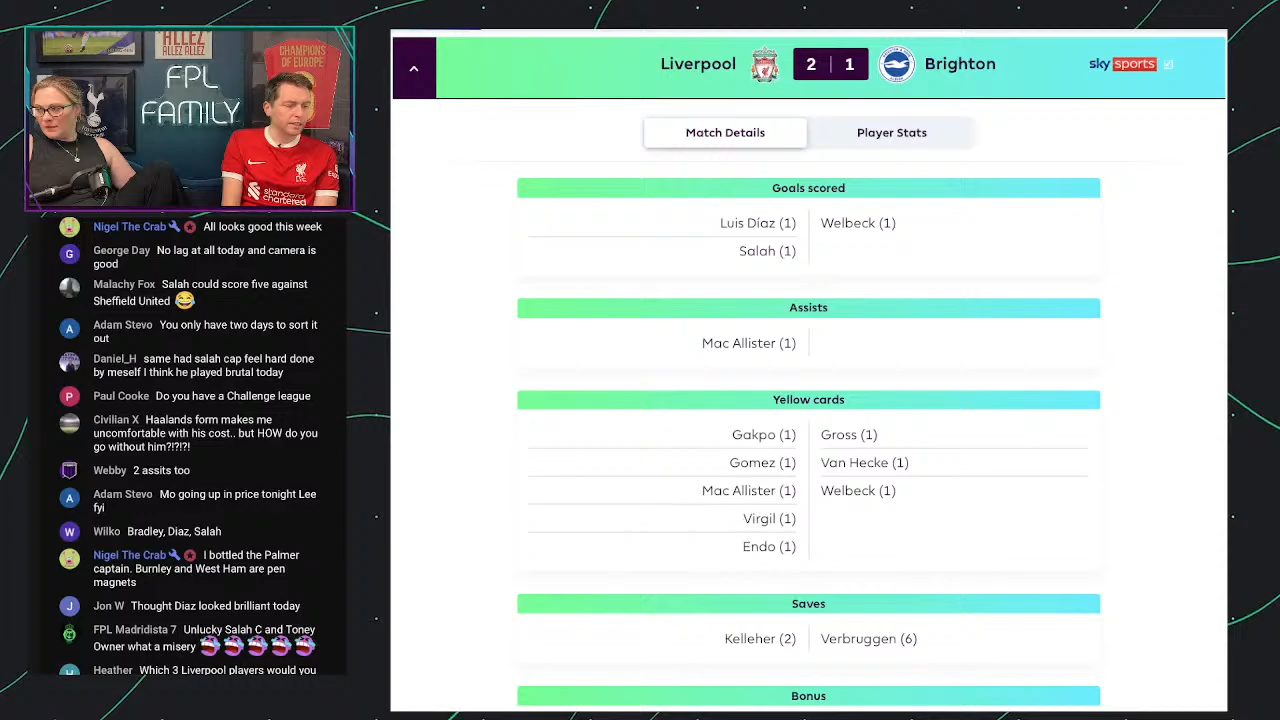 ALLEZ
ALLEZ ALLEZ
CHAMPIONS
OF EUROPE
FPL
FAMILY
standard
chartered
Nigel The Crab All looks good this week
George Day No lag at all today and camera is
good
Malachy Fox Salah could score five against
Sheffield United 😂
Adam Stevo You only have two days to sort it
out
Daniel_H same had salah cap feel hard done
by meself I think he played brutal today
Paul Cooke Do you have a Challenge league
Civilian X Haalands form makes me
uncomfortable with his cost.. but HOW do you
go without him?!?!?!
Webby 2 assits too
Adam Stevo Mo going up in price tonight Lee
fyi
Wilko Bradley, Diaz, Salah
Nigel The Crab I bottled the Palmer
captain. Burnley and West Ham are pen
magnets
Jon W Thought Diaz looked brilliant today
FPL Madridista 7 Unlucky Salah C and Toney
Owner what a misery
Heather Which 3 Liverpool players would you
Liverpool 2 | 1 Brighton
sky sports
Match Details Player Stats
Goals scored
Luis Díaz (1) Welbeck (1)
Salah (1)
Assists
Mac Allister (1)
Yellow cards
Gakpo (1) Gross (1)
Gomez (1) Van Hecke (1)
Mac Allister (1) Welbeck (1)
Virgil (1)
Endo (1)
Saves
Kelleher (2) Verbruggen (6)
Bonus